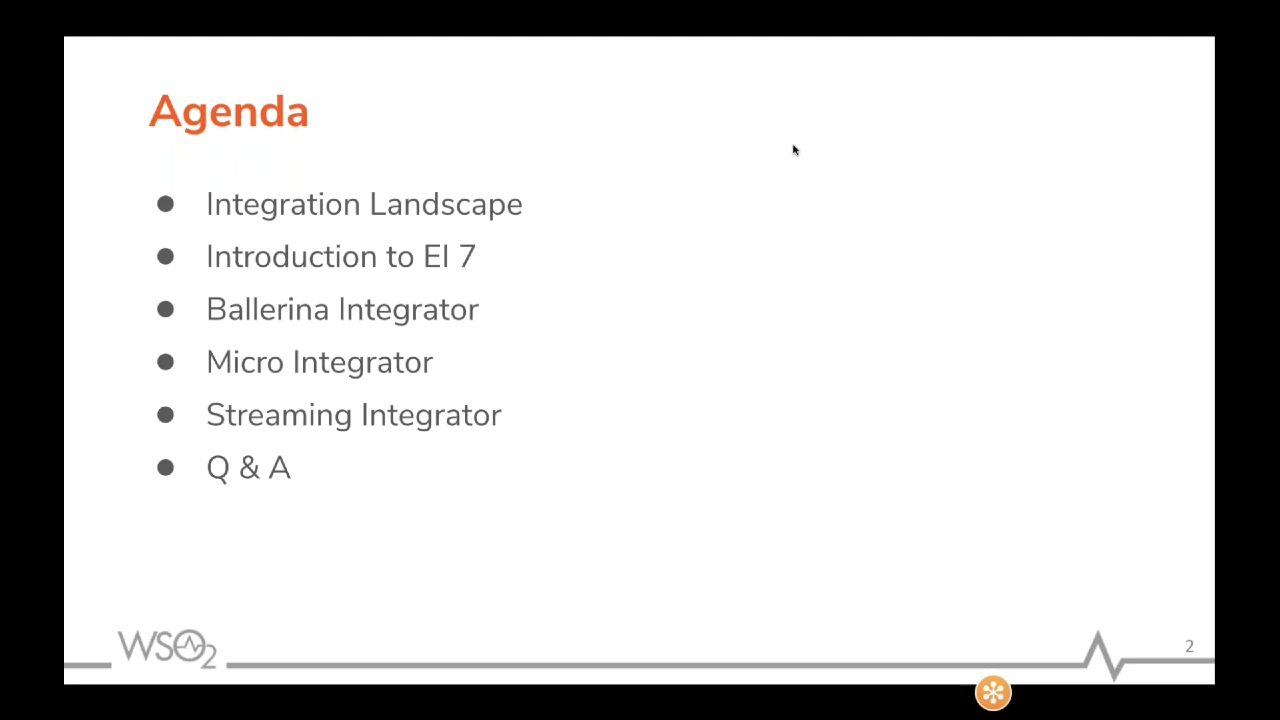 Agenda
● Integration Landscape
● Introduction to EI 7
● Ballerina Integrator
● Micro Integrator
● Streaming Integrator
● Q & A
WSO2
2